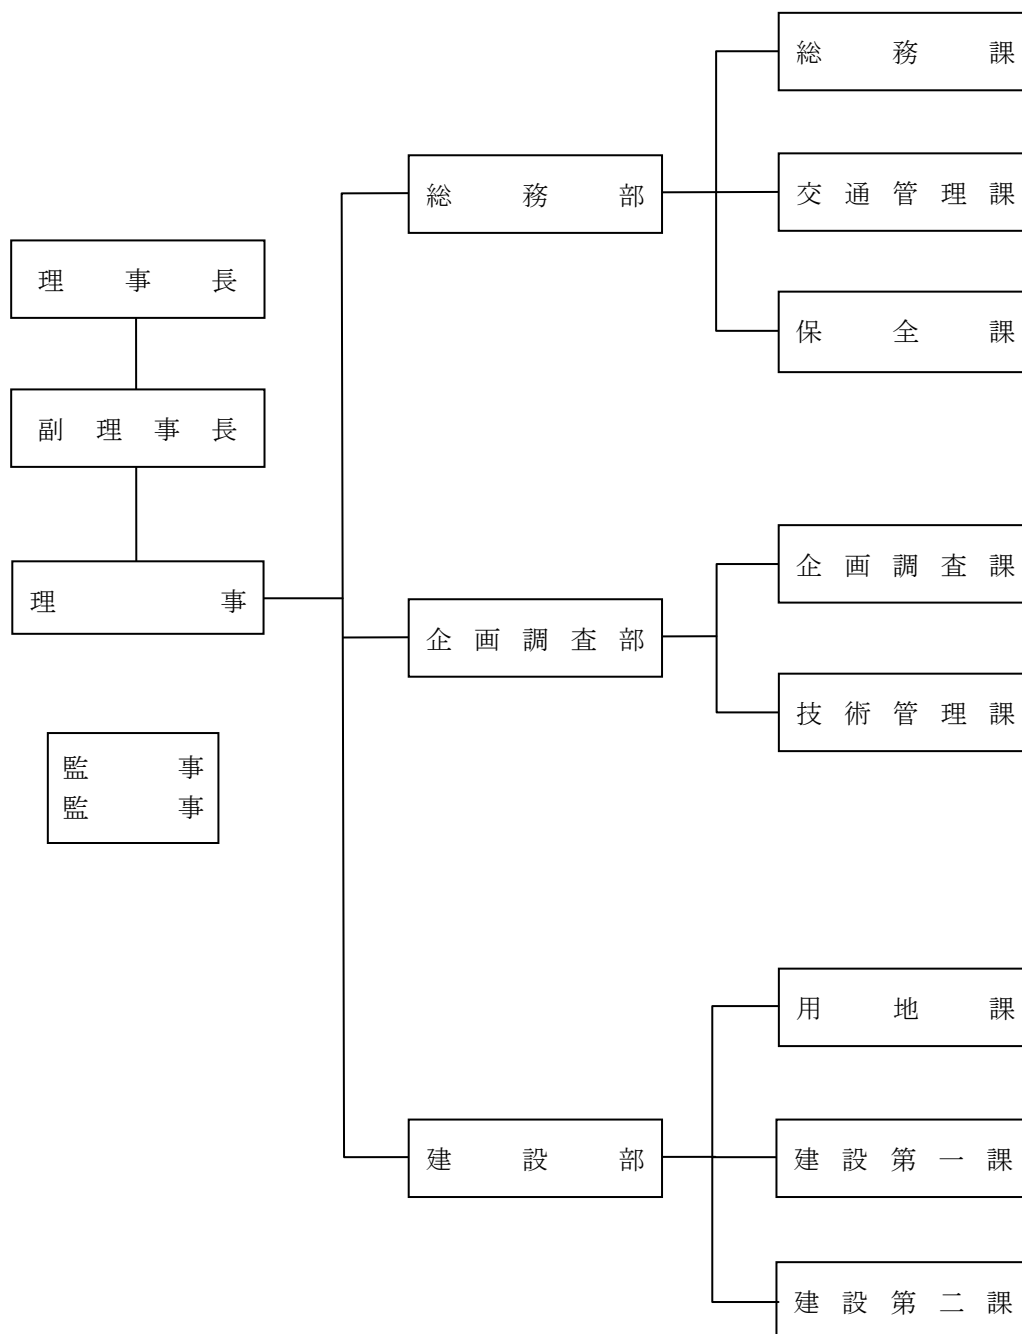 理事長
副理事長
理事
監事
監事
総務部
総務課
交通管理課
保全課
企画調査部
企画調査課
技術管理課
建設部
用地課
建設第一課
建設第二課